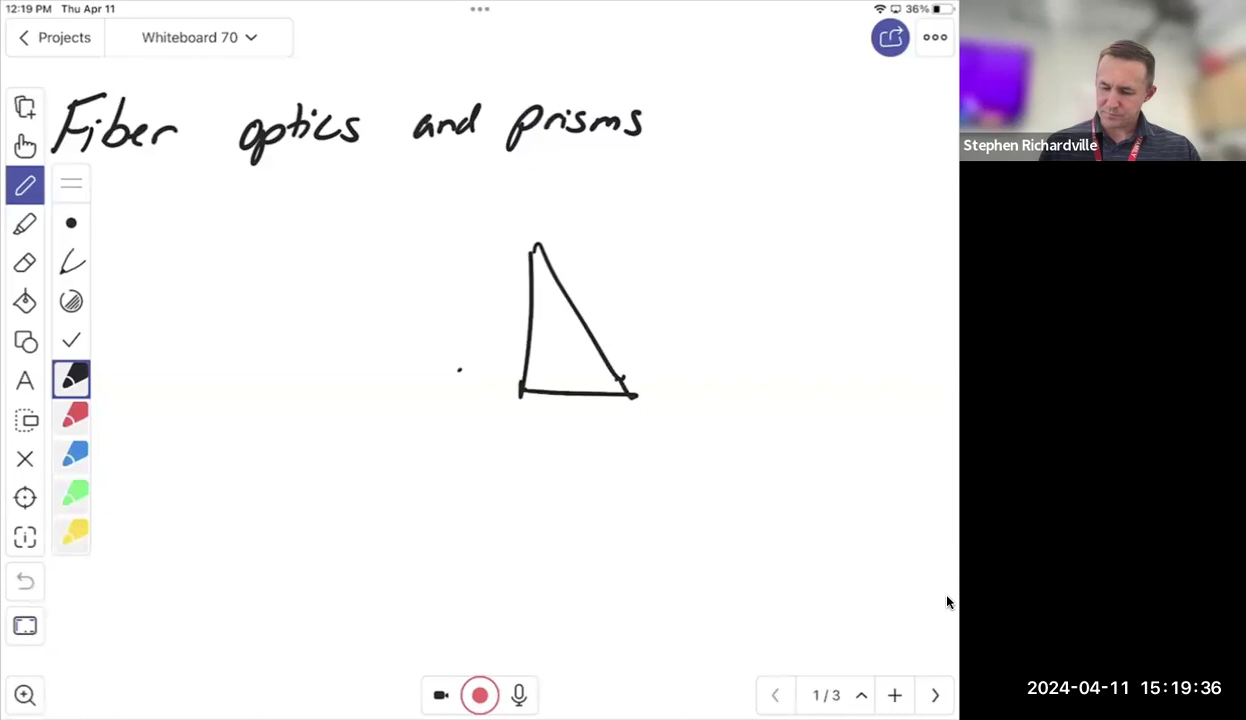 12:19 PM Thu Apr 11
36%
Projects
Whiteboard 70
Fiber optics and prisms
Stephen Richardville
A
1/3
2024-04-11 15:19:36